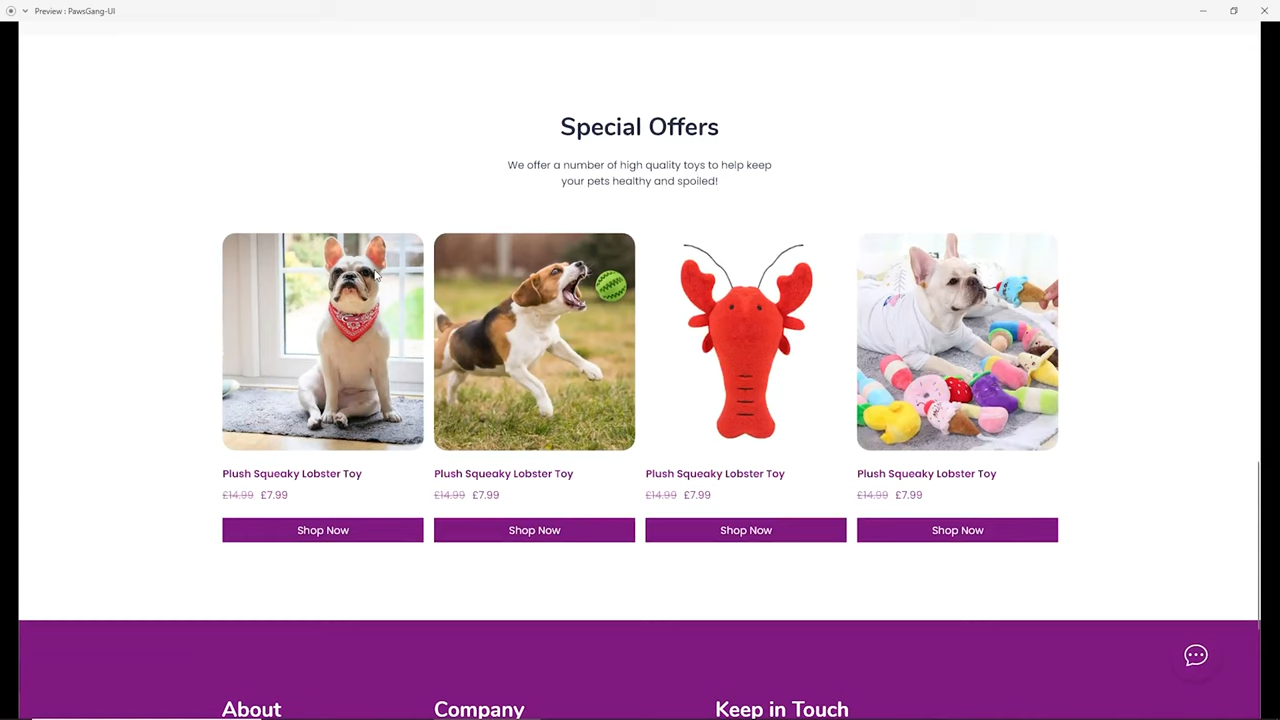 Preview : PawsGang-UI
Special Offers
We offer a number of high quality toys to help keep
your pets healthy and spoiled!
Plush Squeaky Lobster Toy
£14.99 £7.99
Shop Now
Plush Squeaky Lobster Toy
£14.99 £7.99
Shop Now
Plush Squeaky Lobster Toy
£14.99 £7.99
Shop Now
Plush Squeaky Lobster Toy
£14.99 £7.99
Shop Now
About
Company
Keep in Touch